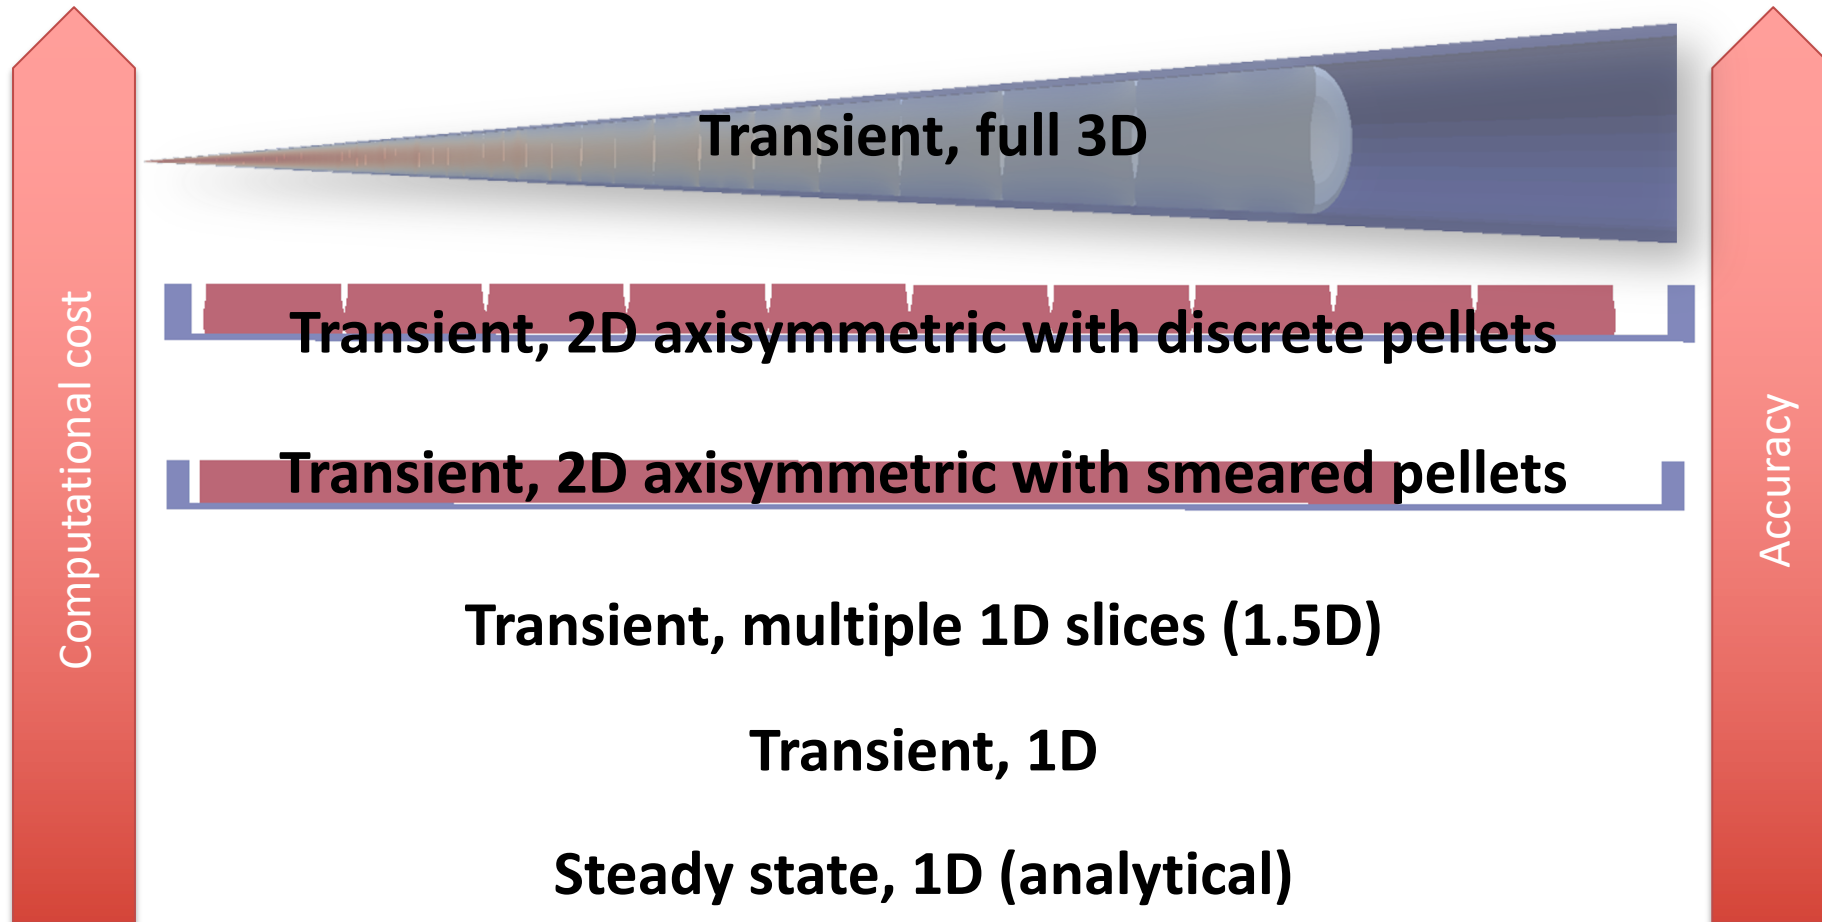 Transient, full 3D
Transient, 2D axisymmetric with discrete pellets
Transient, 2D axisymmetric with smeared pellets
Transient, multiple 1D slices (1.5D)
Transient, 1D
Steady state, 1D (analytical)
Computational cost
Accuracy